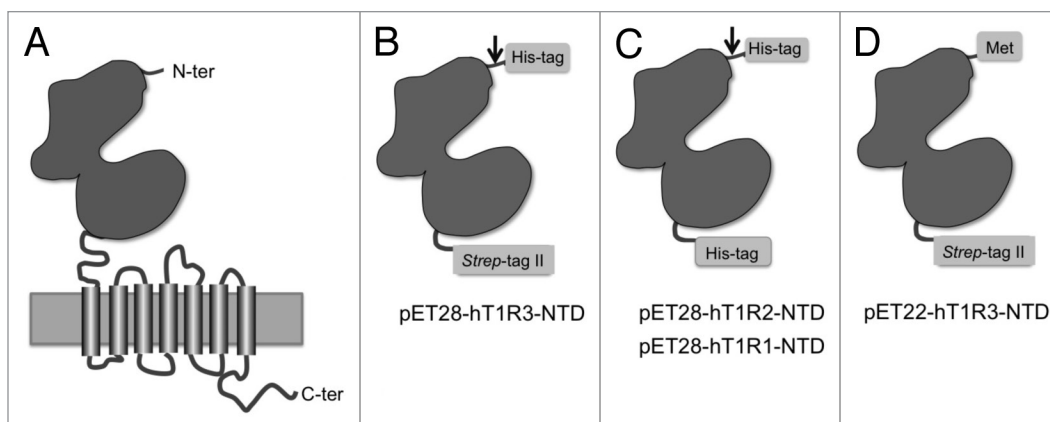 A
N-ter
C-ter
B
His-tag
Strep-tag II
pET28-hT1R3-NTD
C
His-tag
His-tag
pET28-hT1R2-NTD
pET28-hT1R1-NTD
D
Met
Strep-tag II
pET22-hT1R3-NTD